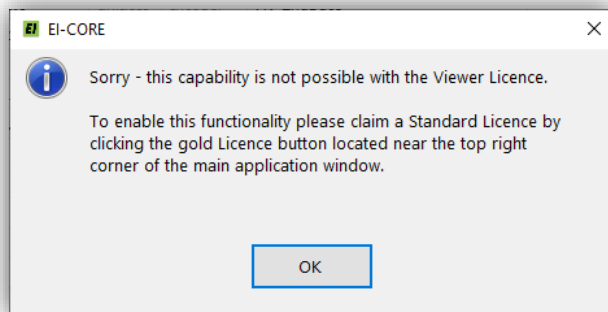 EI EI-CORE
Sorry - this capability is not possible with the Viewer Licence.
To enable this functionality please claim a Standard Licence by
clicking the gold Licence button located near the top right
corner of the main application window.
OK